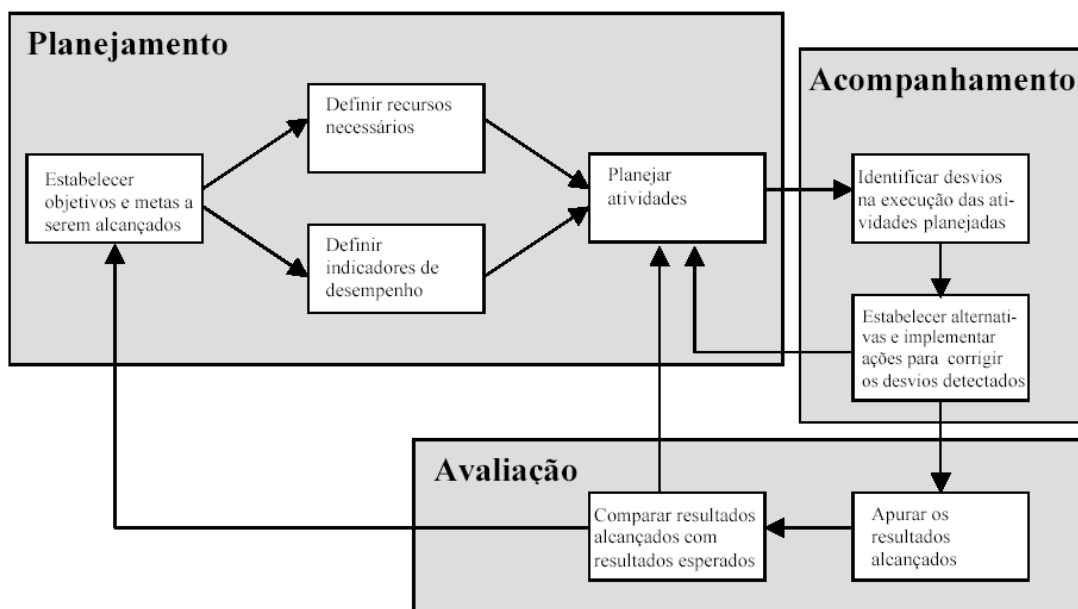 Planejamento
Estabelecer
objetivos e metas a
serem alcançados
Definir recursos
necessários
Definir
indicadores de
desempenho
Planejar
atividades
Acompanhamento
Identificar desvios
na execução das ati-
vidades planejadas
Estabelecer alternati-
vas e implementar
ações para corrigir
os desvios detectados
Avaliação
Apurar os
resultados
alcançados
Comparar resultados
alcançados com
resultados esperados